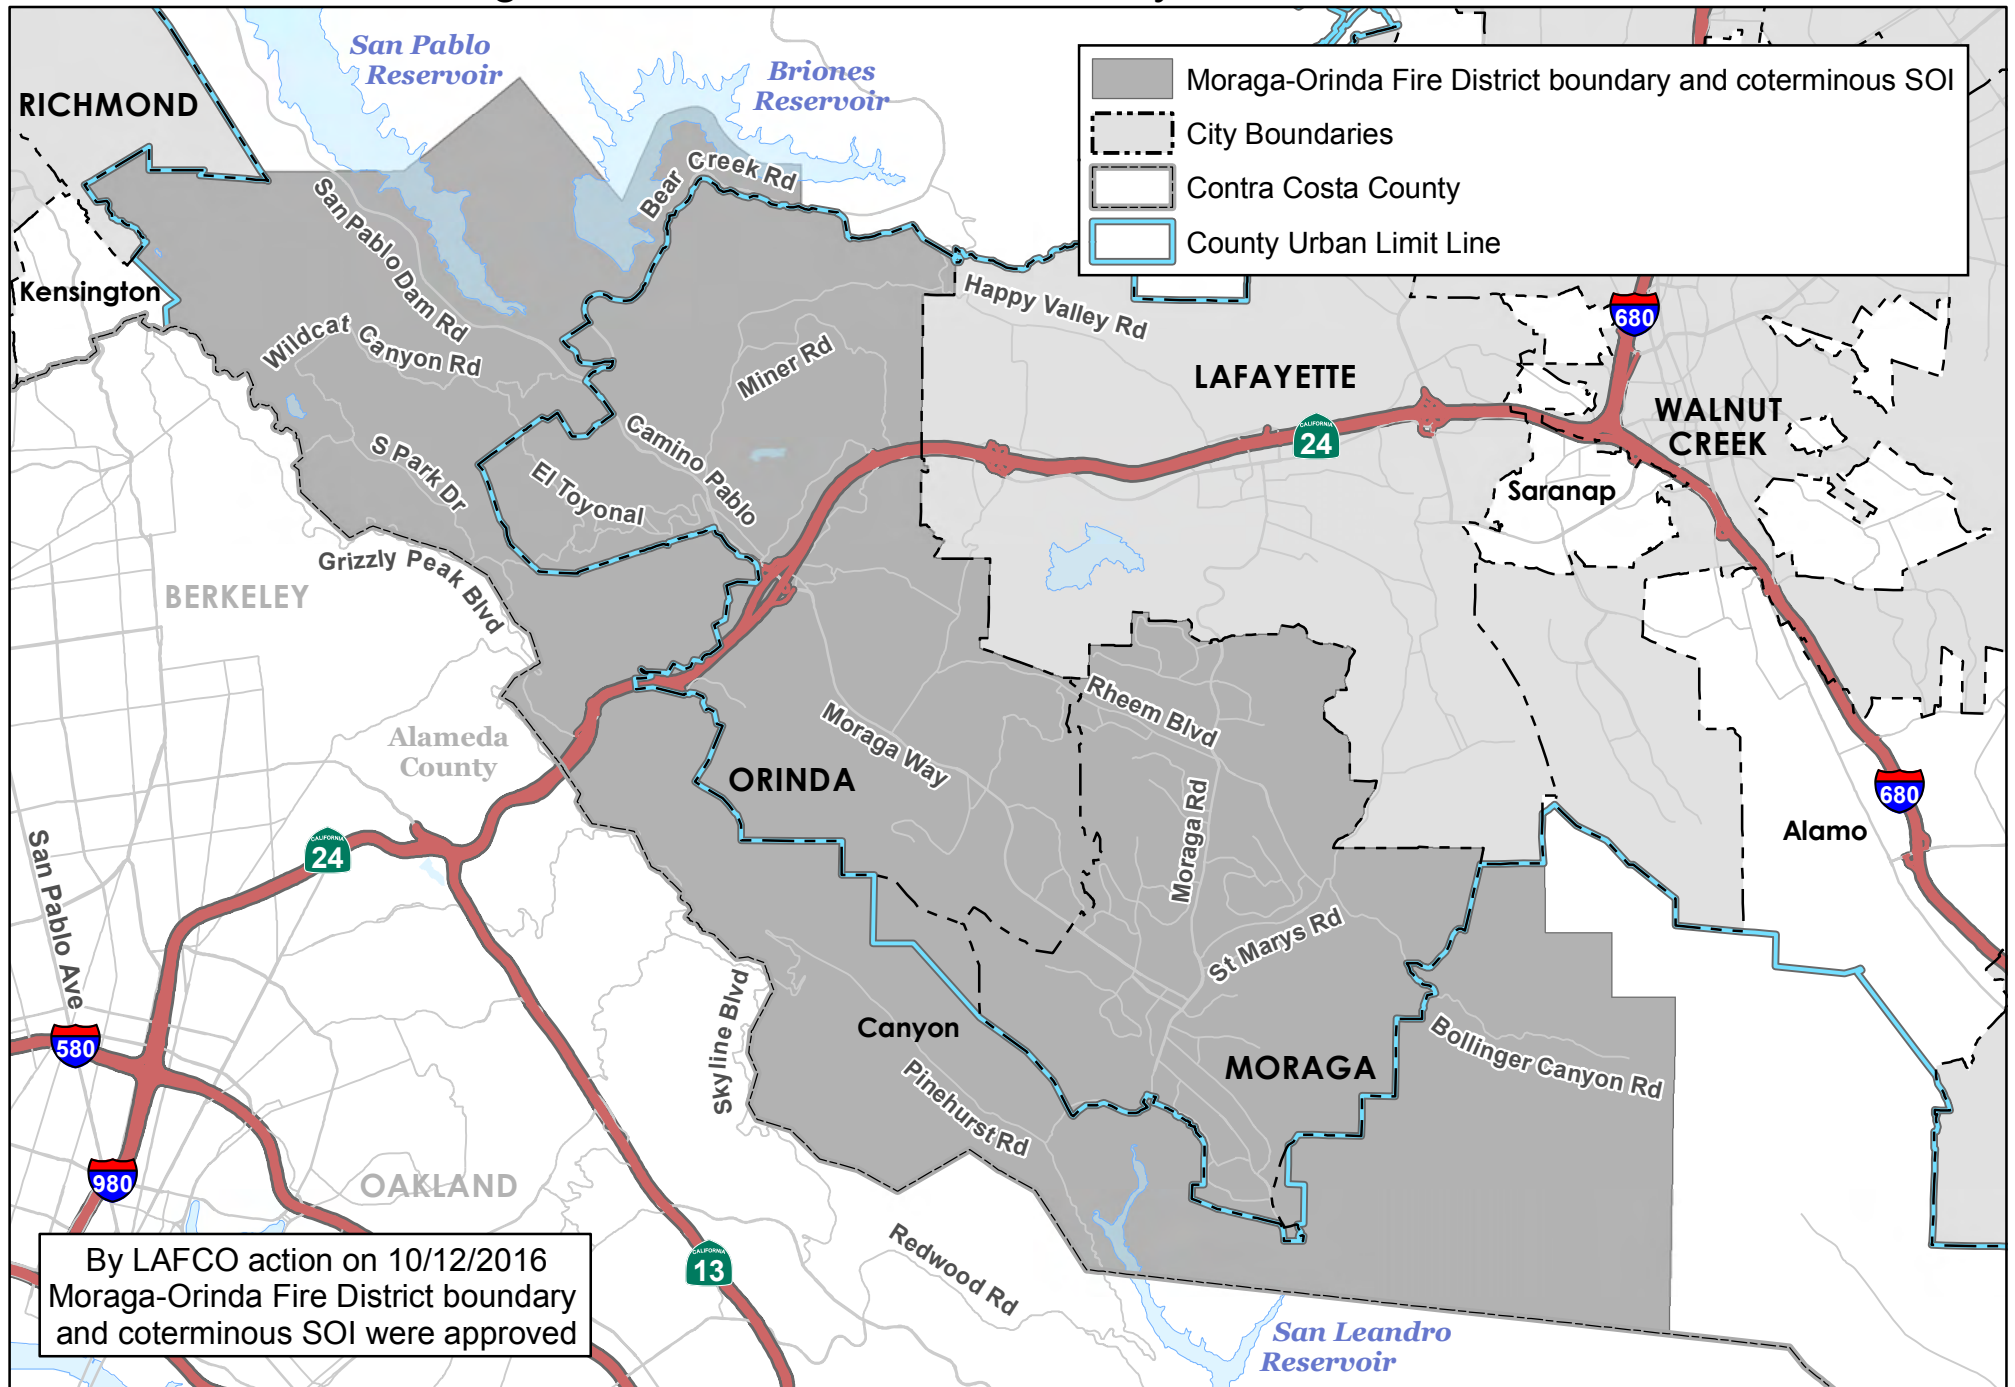 San Pablo
Reservoir
Briones
Reservoir
RICHMOND
Moraga-Orinda Fire District boundary and coterminous SOI
City Boundaries
Contra Costa County
County Urban Limit Line
Bear
Creek Rd
San Pablo Dam Rd
Kensington
Wildcat
Canyon Rd
Happy Valley Rd
680
Miner Rd
LAFAYETTE
WALNUT
CREEK
CALIFORNIA
24
Camino Pablo
S Park Dr
El Toyonal
Saranap
Grizzly Peak Blvd
BERKELEY
Rheem Blvd
Alameda
County
Moraga Way
ORINDA
Moraga Rd
680
Alamo
CALIFORNIA
24
San Pablo Ave
St Marys Rd
Skyline Blvd
Canyon
580
Bollinger Canyon Rd
MORAGA
Pinehurst Rd
980
OAKLAND
Redwood Rd
CALIFORNIA
13
By LAFCO action on 10/12/2016
Moraga-Orinda Fire District boundary
and coterminous SOI were approved
San Leandro
Reservoir